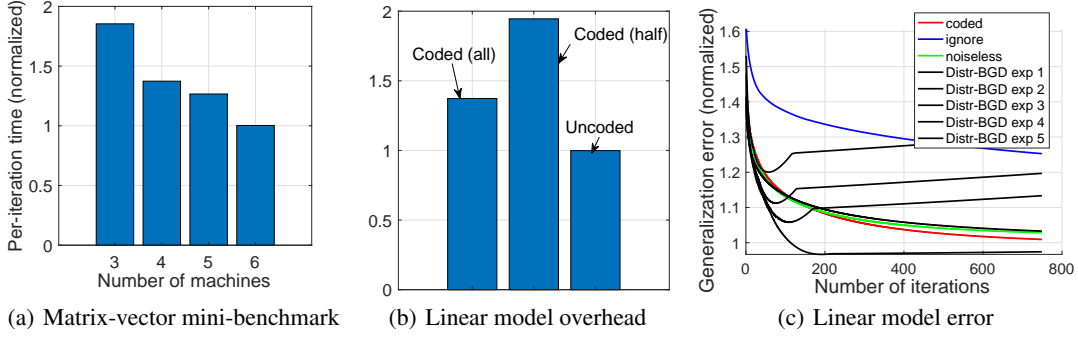 Per-iteration time (normalized)
2
1.5
1
0.5
0
3
4
5
6
Number of machines
(a) Matrix-vector mini-benchmark
2
1.5
1
0.5
0
Coded (all)
Coded (half)
Uncoded
(b) Linear model overhead
Generalization error (normalized)
1.6
1.5
1.4
1.3
1.2
1.1
1
coded
ignore
noiseless
Distr-BGD exp 1
Distr-BGD exp 2
Distr-BGD exp 3
Distr-BGD exp 4
Distr-BGD exp 5
0
200
400
600
800
Number of iterations
(c) Linear model error